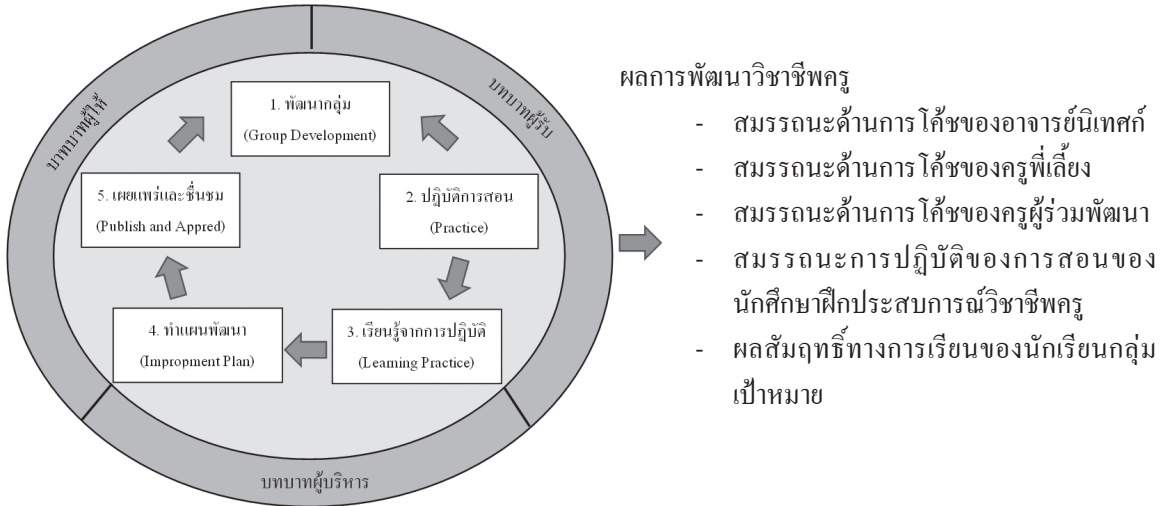 บาทบาทผู้ให้
บทบาทผู้รับ
1. พัฒนากลุ่ม
(Group Development)
5. เผยแพร่และชื่นชม
(Publish and Appred)
2. ปฏิบัติการสอน
(Practice)
4. ทำแผนพัฒนา
(Impropment Plan)
3. เรียนรู้จากการปฏิบัติ
(Learning Practice)
บทบาทผู้บริหาร
ผลการพัฒนาวิชาชีพครู
- สมรรถนะด้านการโค้ชของอาจารย์นิเทศก์
- สมรรถนะด้านการโค้ชของครูพี่เลี้ยง
- สมรรถนะด้านการโค้ชของครูผู้ร่วมพัฒนา
- สมรรถนะการปฏิบัติของการสอนของ
นักศึกษาฝึกประสบการณ์วิชาชีพครู
- ผลสัมฤทธิ์ทางการเรียนของนักเรียนกลุ่ม
เป้าหมาย